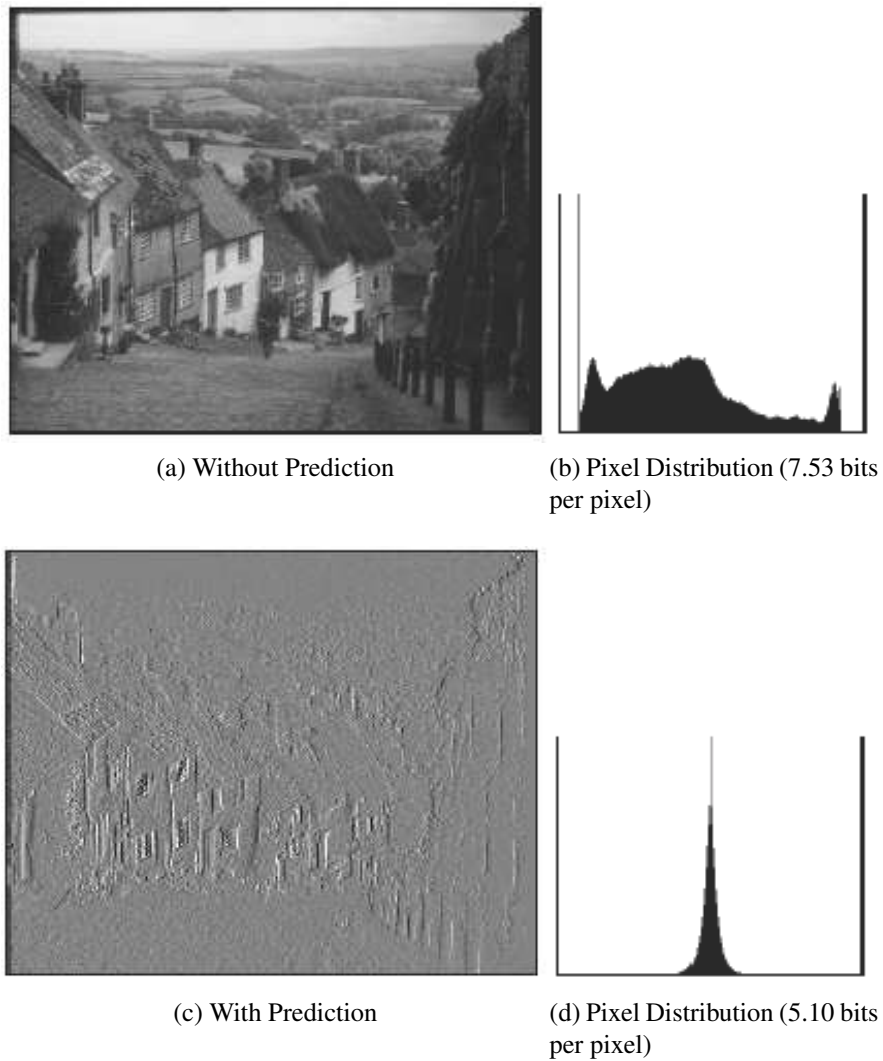 (a) Without Prediction
(b) Pixel Distribution (7.53 bits
per pixel)
(c) With Prediction
(d) Pixel Distribution (5.10 bits
per pixel)